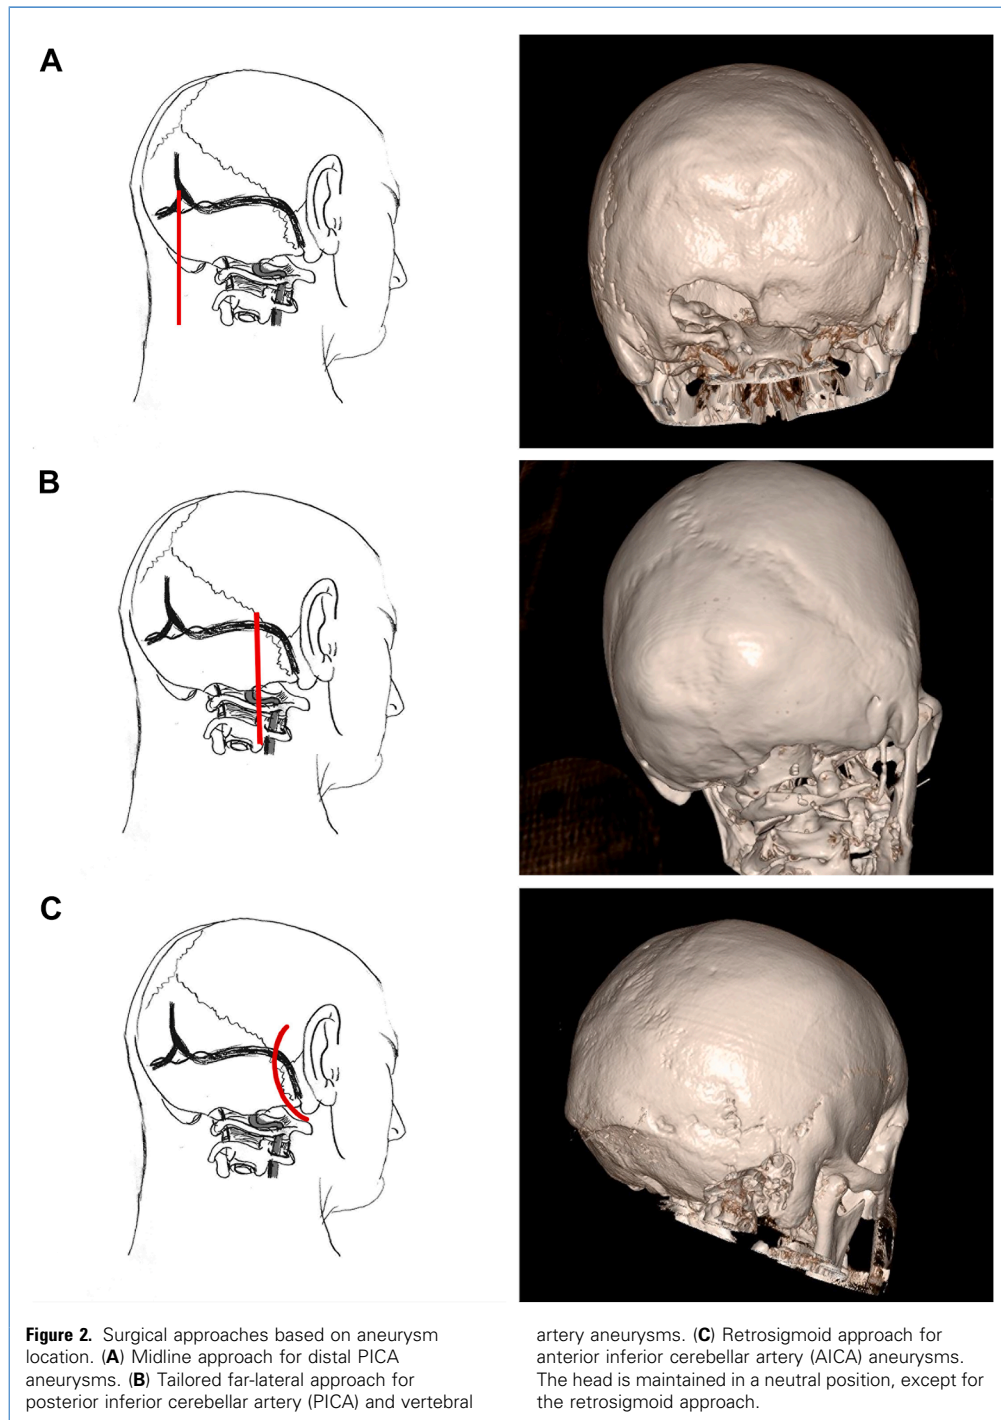 A
B
C
Figure 2. Surgical approaches based on aneurysm
location. (A) Midline approach for distal PICA
aneurysms. (B) Tailored far-lateral approach for
posterior inferior cerebellar artery (PICA) and vertebral
artery aneurysms. (C) Retrosigmoid approach for
anterior inferior cerebellar artery (AICA) aneurysms.
The head is maintained in a neutral position, except for
the retrosigmoid approach.